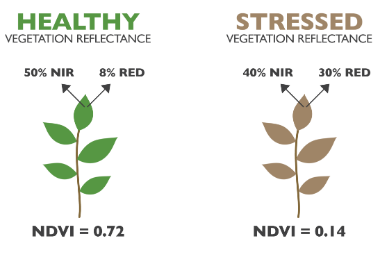 HEALTHY
VEGETATION REFLECTANCE
50% NIR
8% RED
NDVI = 0.72
STRESSED
VEGETATION REFLECTANCE
40% NIR
30% RED
NDVI = 0.14